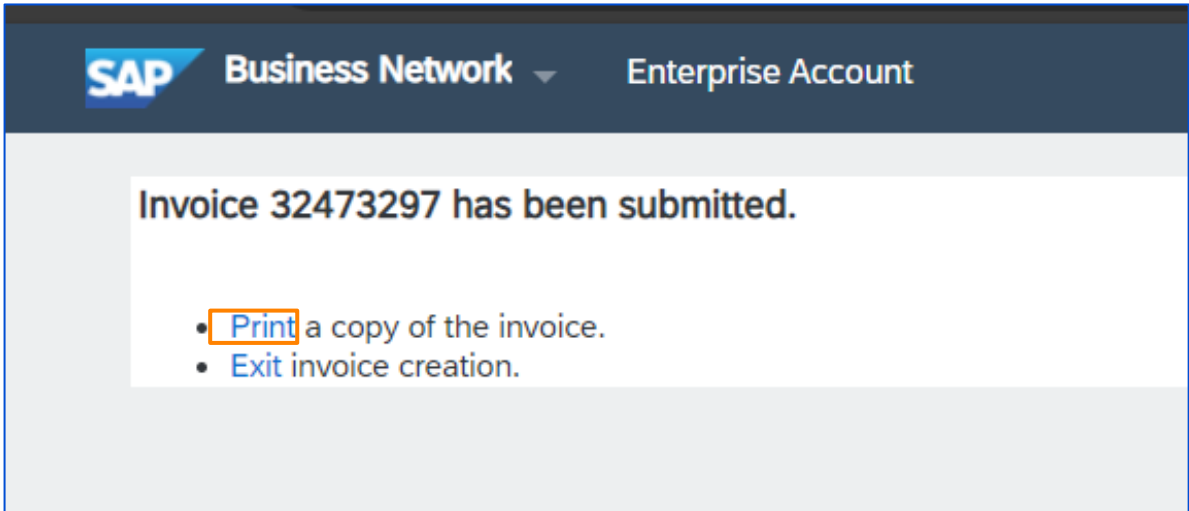 SAP Business Network Enterprise Account
Invoice 32473297 has been submitted.
• Print a copy of the invoice.
• Exit invoice creation.